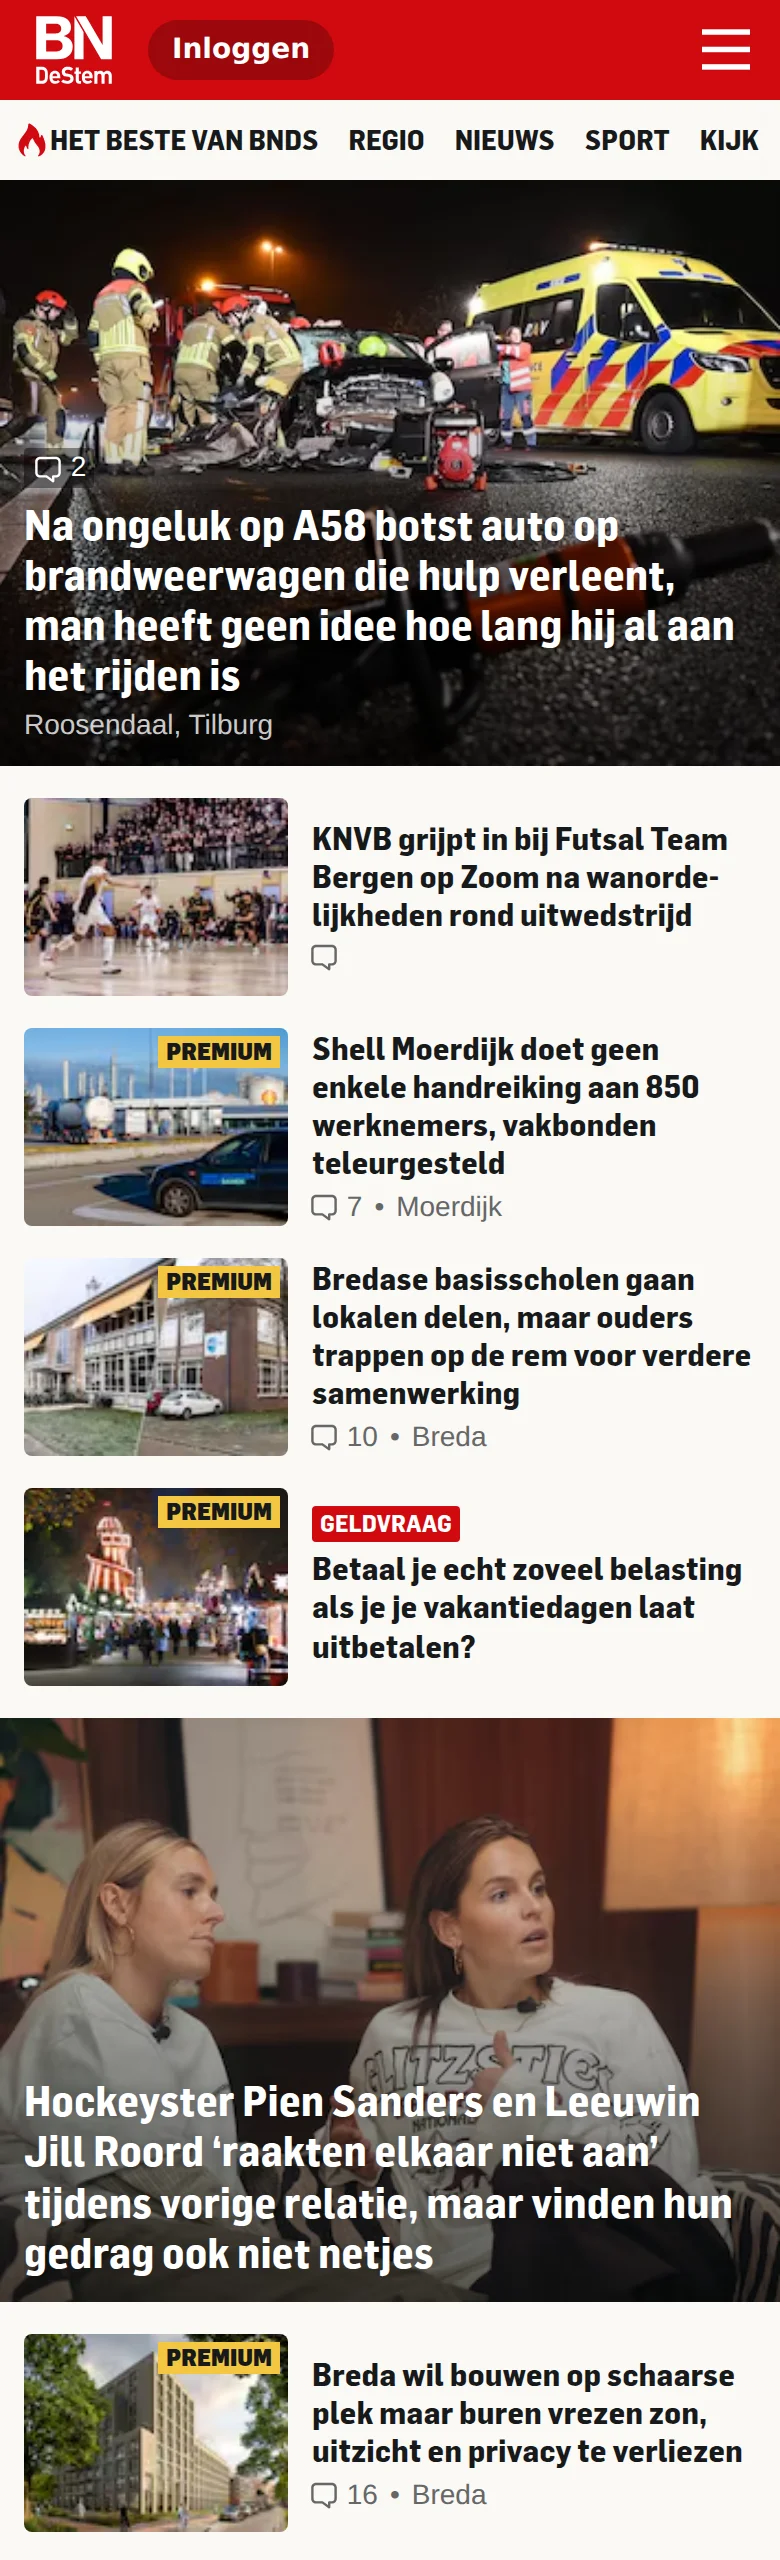 BN
DeStem
Inloggen
HET BESTE VAN BNDS REGIO NIEUWS SPORT KIJK
2
Na ongeluk op A58 botst auto op
brandweerwagen die hulp verleent,
man heeft geen idee hoe lang hij al aan
het rijden is
Roosendaal, Tilburg
KNVB grijpt in bij Futsal Team
Bergen op Zoom na wanorde-
lijkheden rond uitwedstrijd
PREMIUM
Shell Moerdijk doet geen
enkele handreiking aan 850
werknemers, vakbonden
teleurgesteld
7 • Moerdijk
PREMIUM
Bredase basisscholen gaan
lokalen delen, maar ouders
trappen op de rem voor verdere
samenwerking
10 • Breda
PREMIUM
GELDVRAAG
Betaal je echt zoveel belasting
als je je vakantiedagen laat
uitbetalen?
Hockeyster Pien Sanders en Leeuwin
Jill Roord ‘raakten elkaar niet aan’
tijdens vorige relatie, maar vinden hun
gedrag ook niet netjes
PREMIUM
Breda wil bouwen op schaarse
plek maar buren vrezen zon,
uitzicht en privacy te verliezen
16 • Breda